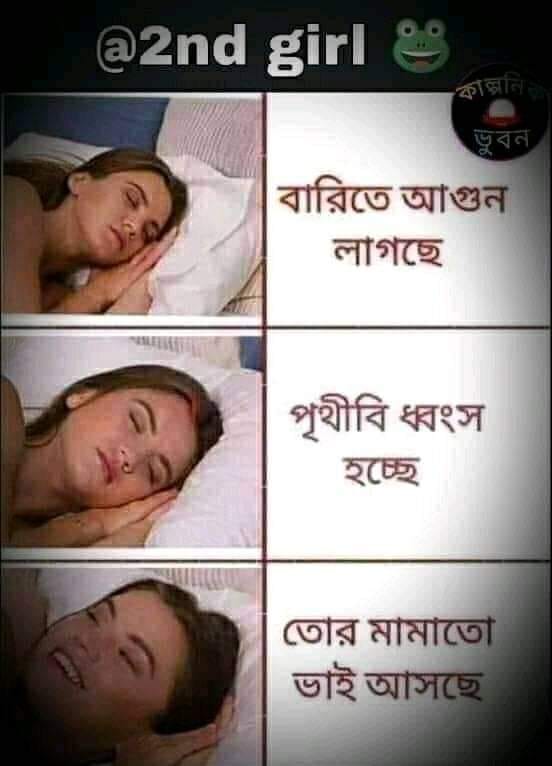 @2nd girl 🐸
কাল্পনিক
ভুবন
বারিতে আগুন
লাগছে
পৃথীবি ধ্বংস
হচ্ছে
তোর মামাতো
ভাই আসছে